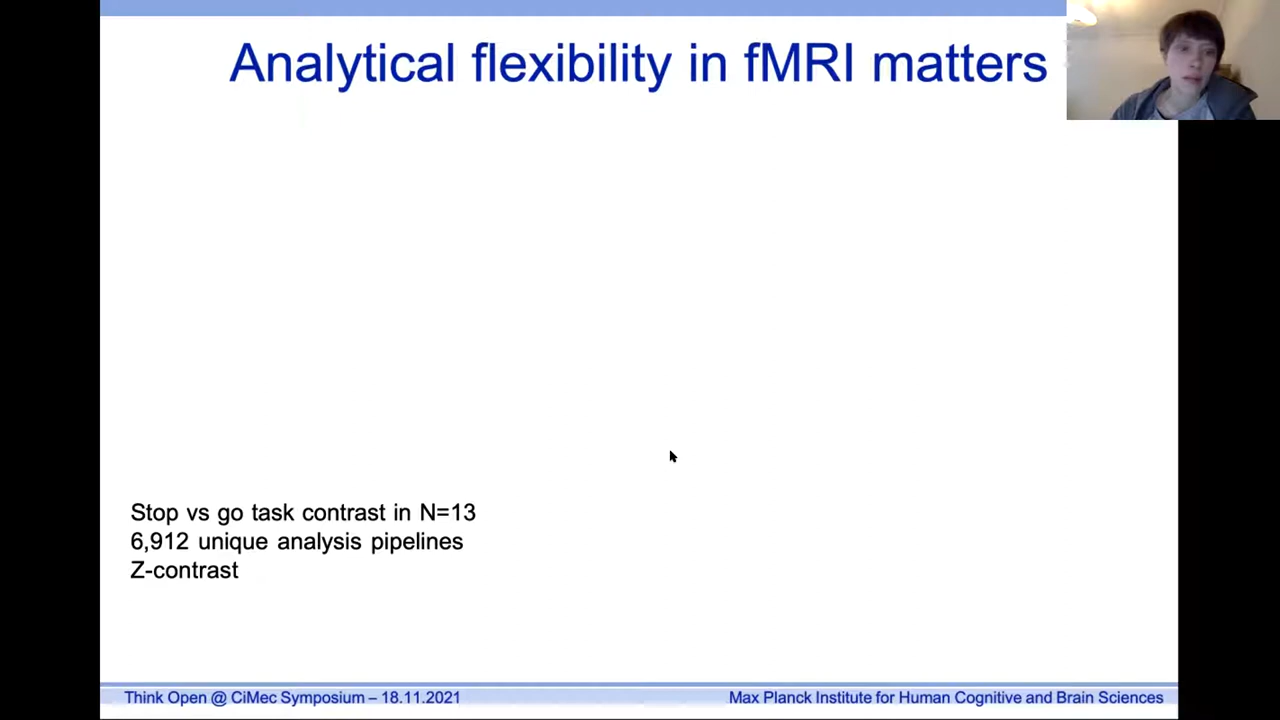 Analytical flexibility in fMRI matters
Stop vs go task contrast in N=13
6,912 unique analysis pipelines
Z-contrast
Think Open @ CiMec Symposium – 18.11.2021
Max Planck Institute for Human Cognitive and Brain Sciences